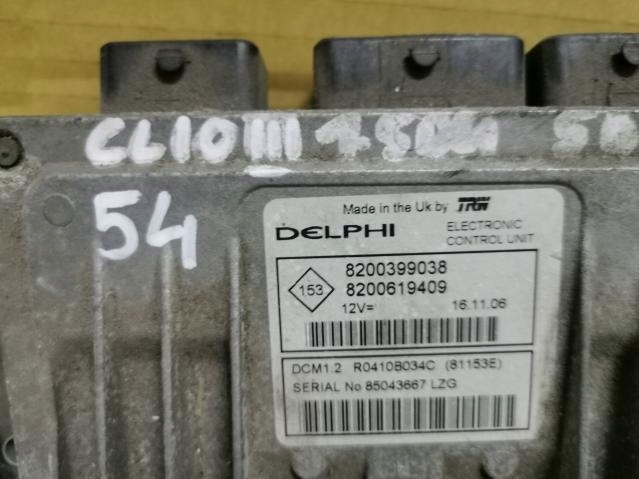 CLIO III
54
Made in the Uk by TRW
DELPHI
ELECTRONIC
CONTROL UNIT
153
8200399038
8200619409
12V=
16.11.06
DCM1.2 R0410B034C (81153E)
SERIAL No 85043667 LZG